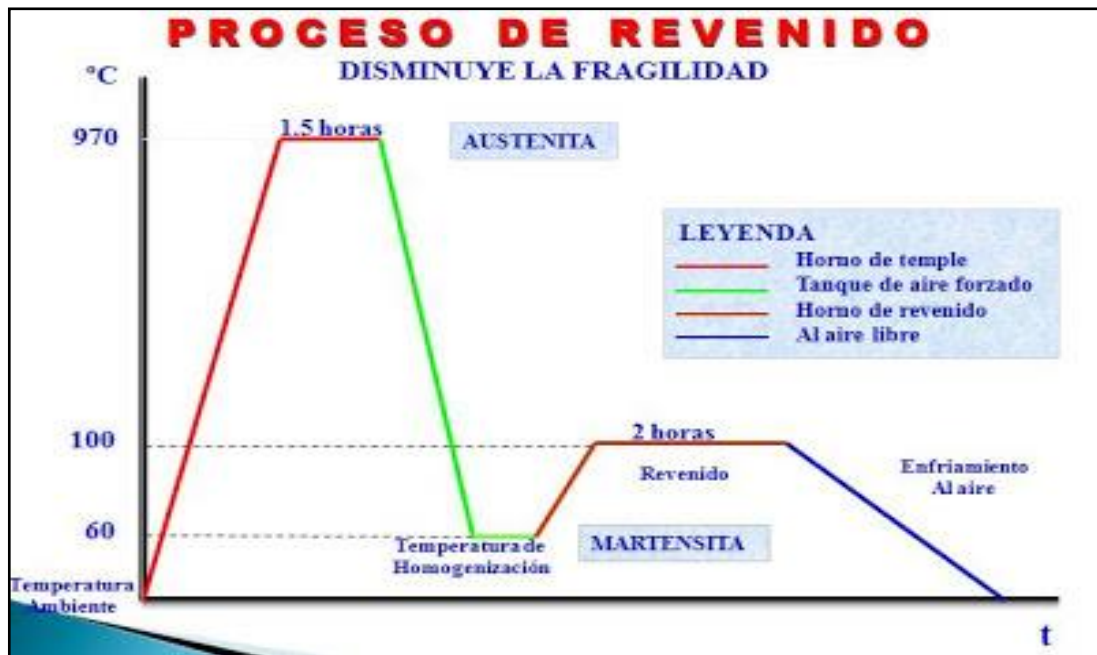 PROCESO DE REVENIDO
DISMINUYE LA FRAGILIDAD
°C
970
1.5 horas
AUSTENITA
LEYENDA
Horno de temple
Tanque de aire forzado
Horno de revenido
Al aire libre
100
2 horas
Revenido
Enfriamiento
Al aire
60
Temperatura de
Homogenización
MARTENSITA
Temperatura
Ambiente
t